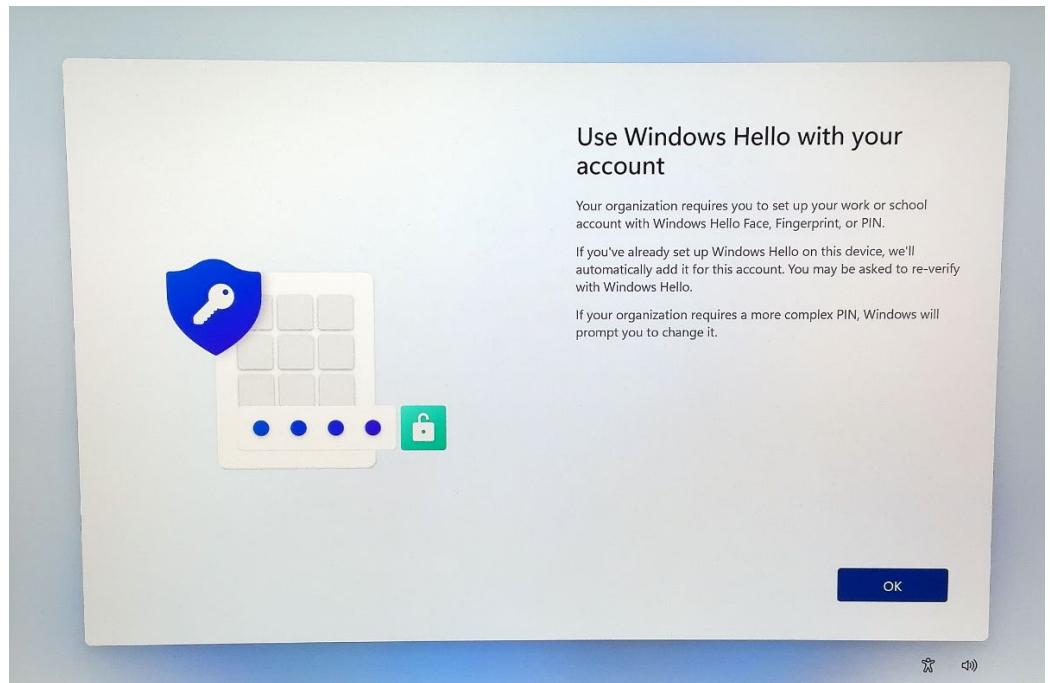 Use Windows Hello with your
account
Your organization requires you to set up your work or school
account with Windows Hello Face, Fingerprint, or PIN.
If you've already set up Windows Hello on this device, we'll
automatically add it for this account. You may be asked to re-verify
with Windows Hello.
If your organization requires a more complex PIN, Windows will
prompt you to change it.
OK